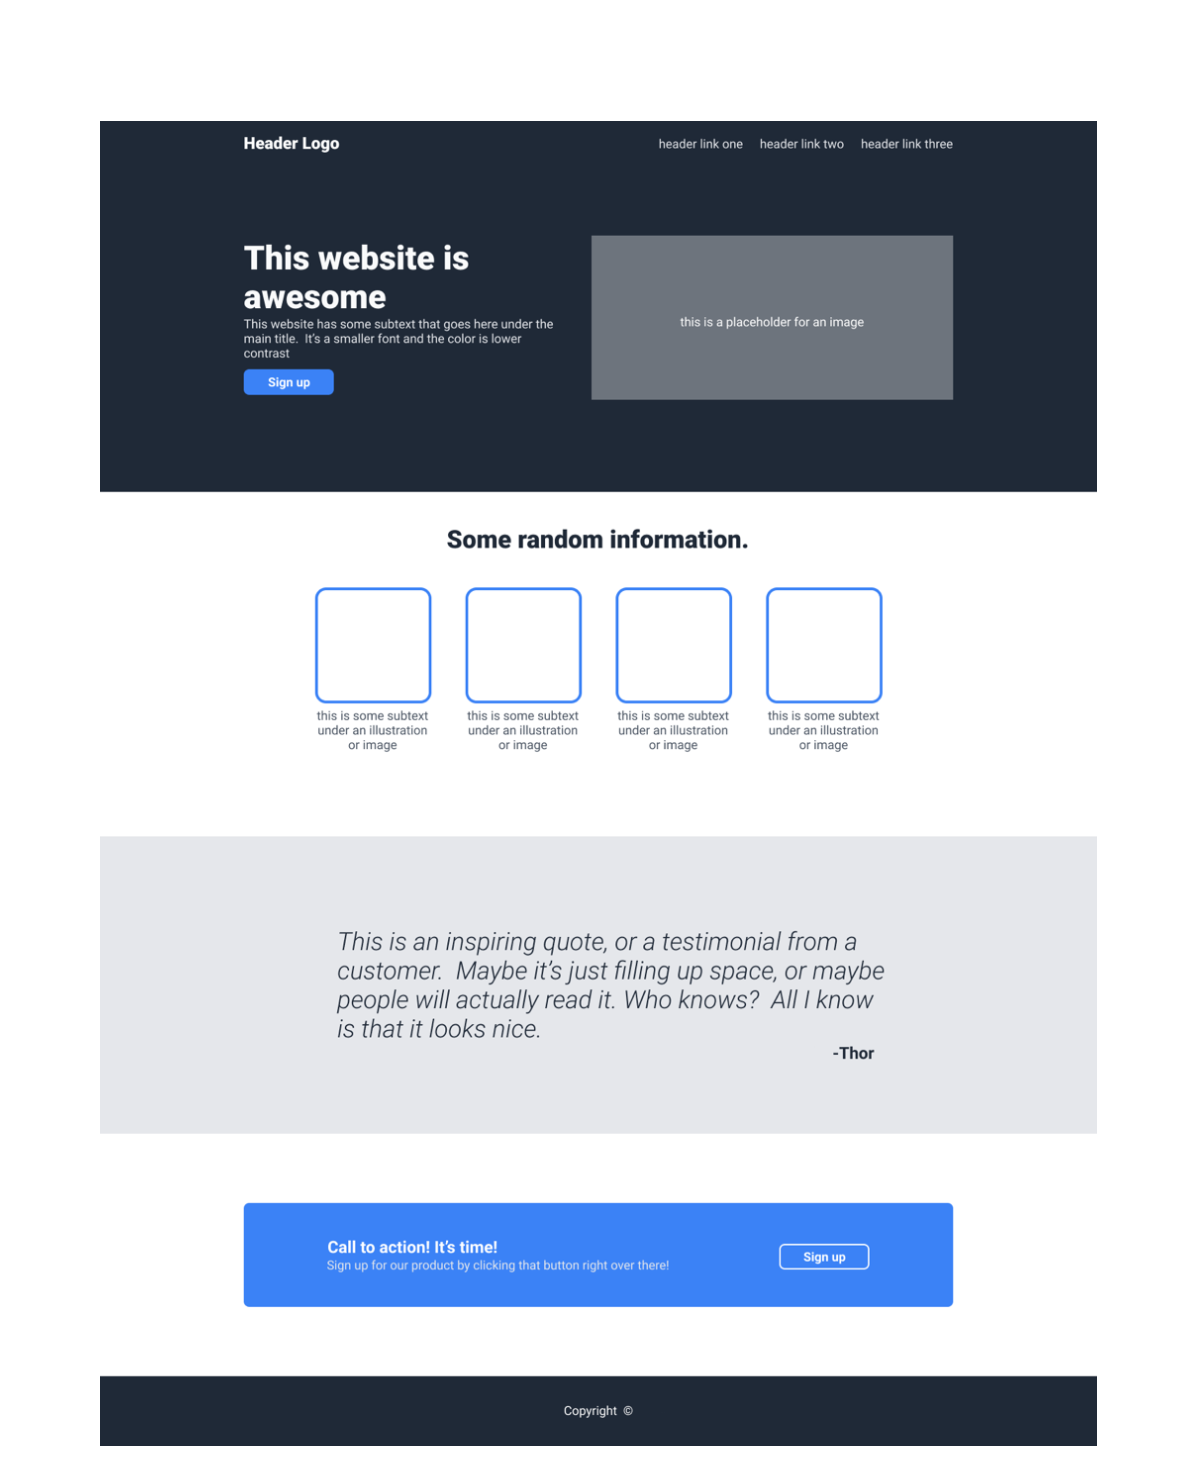 Header Logo
header link one
header link two
header link three
This website is
awesome
This website has some subtext that goes here under the
main title.  It's a smaller font and the color is lower
contrast
Sign up
this is a placeholder for an image
Some random information.
this is some subtext
under an illustration
or image
this is some subtext
under an illustration
or image
this is some subtext
under an illustration
or image
this is some subtext
under an illustration
or image
This is an inspiring quote, or a testimonial from a
customer.  Maybe it's just filling up space, or maybe
people will actually read it. Who knows?  All I know
is that it looks nice.
-Thor
Call to action! It's time!
Sign up for our product by clicking that button right over there!
Sign up
Copyright  ©